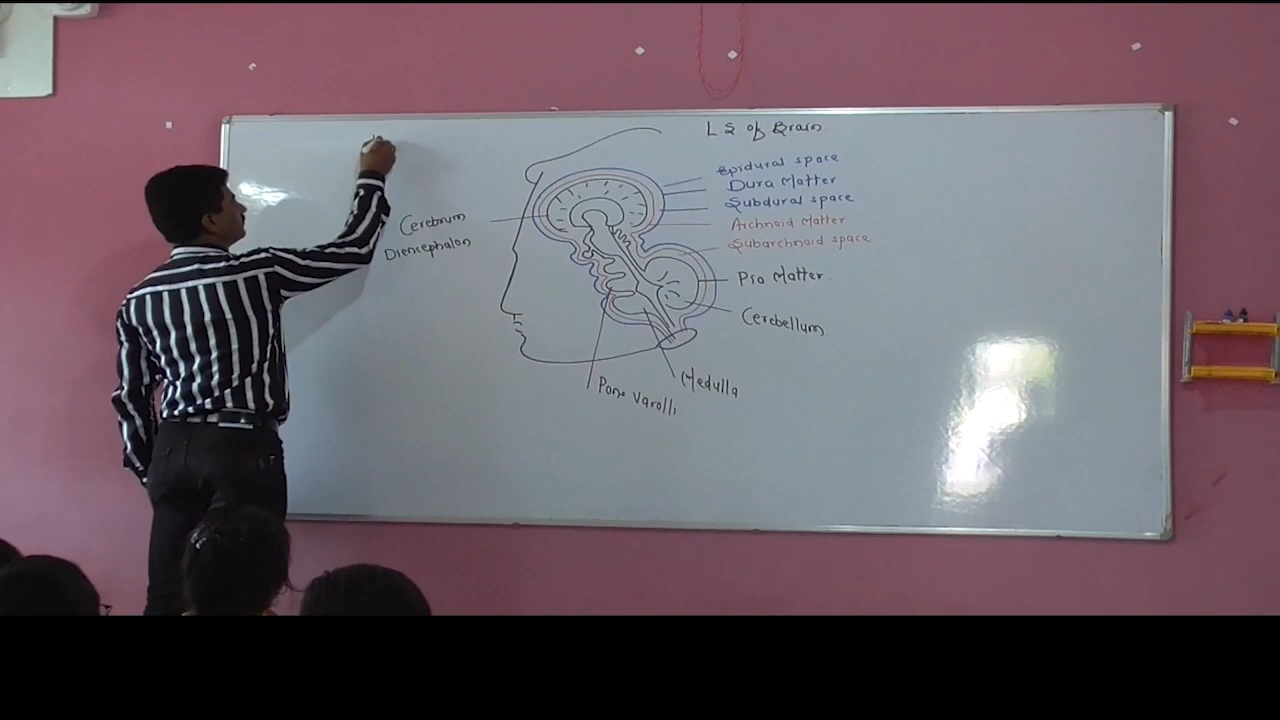 L S of Brain
Epidural space
Dura Matter
Subdural space
Archnoid Matter
Subarchnoid space
Pia Matter
Cerebellum
Medulla
Pons Varolli
Cerebrum
Diencephalon